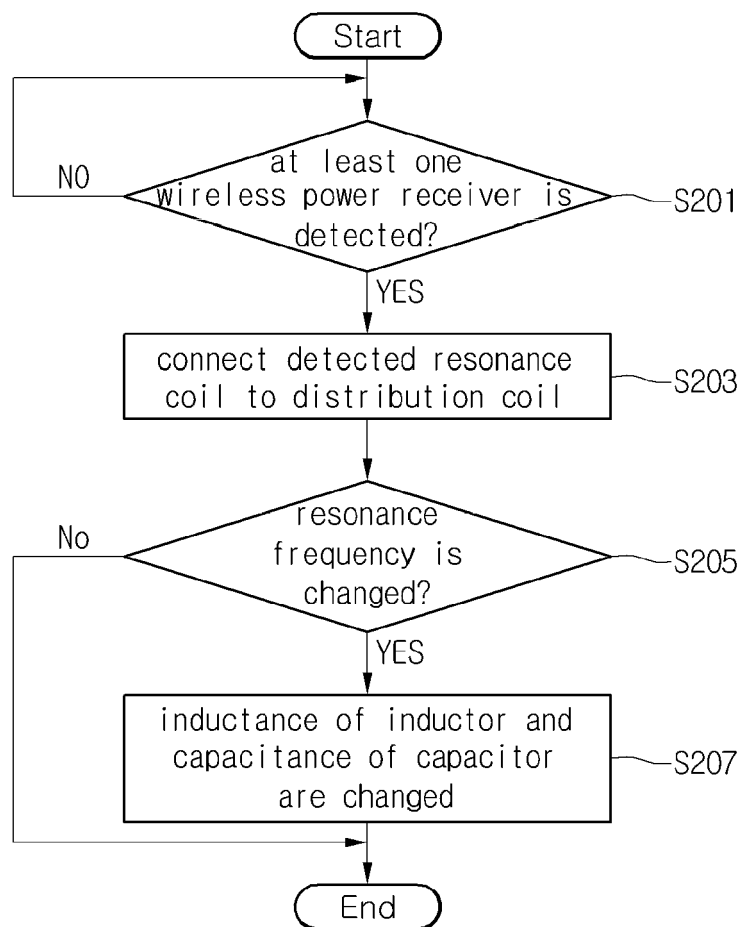 Start
at least one
wireless power receiver is
detected?
NO
S201
YES
connect detected resonance
coil to distribution coil
S203
resonance
frequency is
changed?
No
S205
YES
inductance of inductor and
capacitance of capacitor
are changed
S207
End